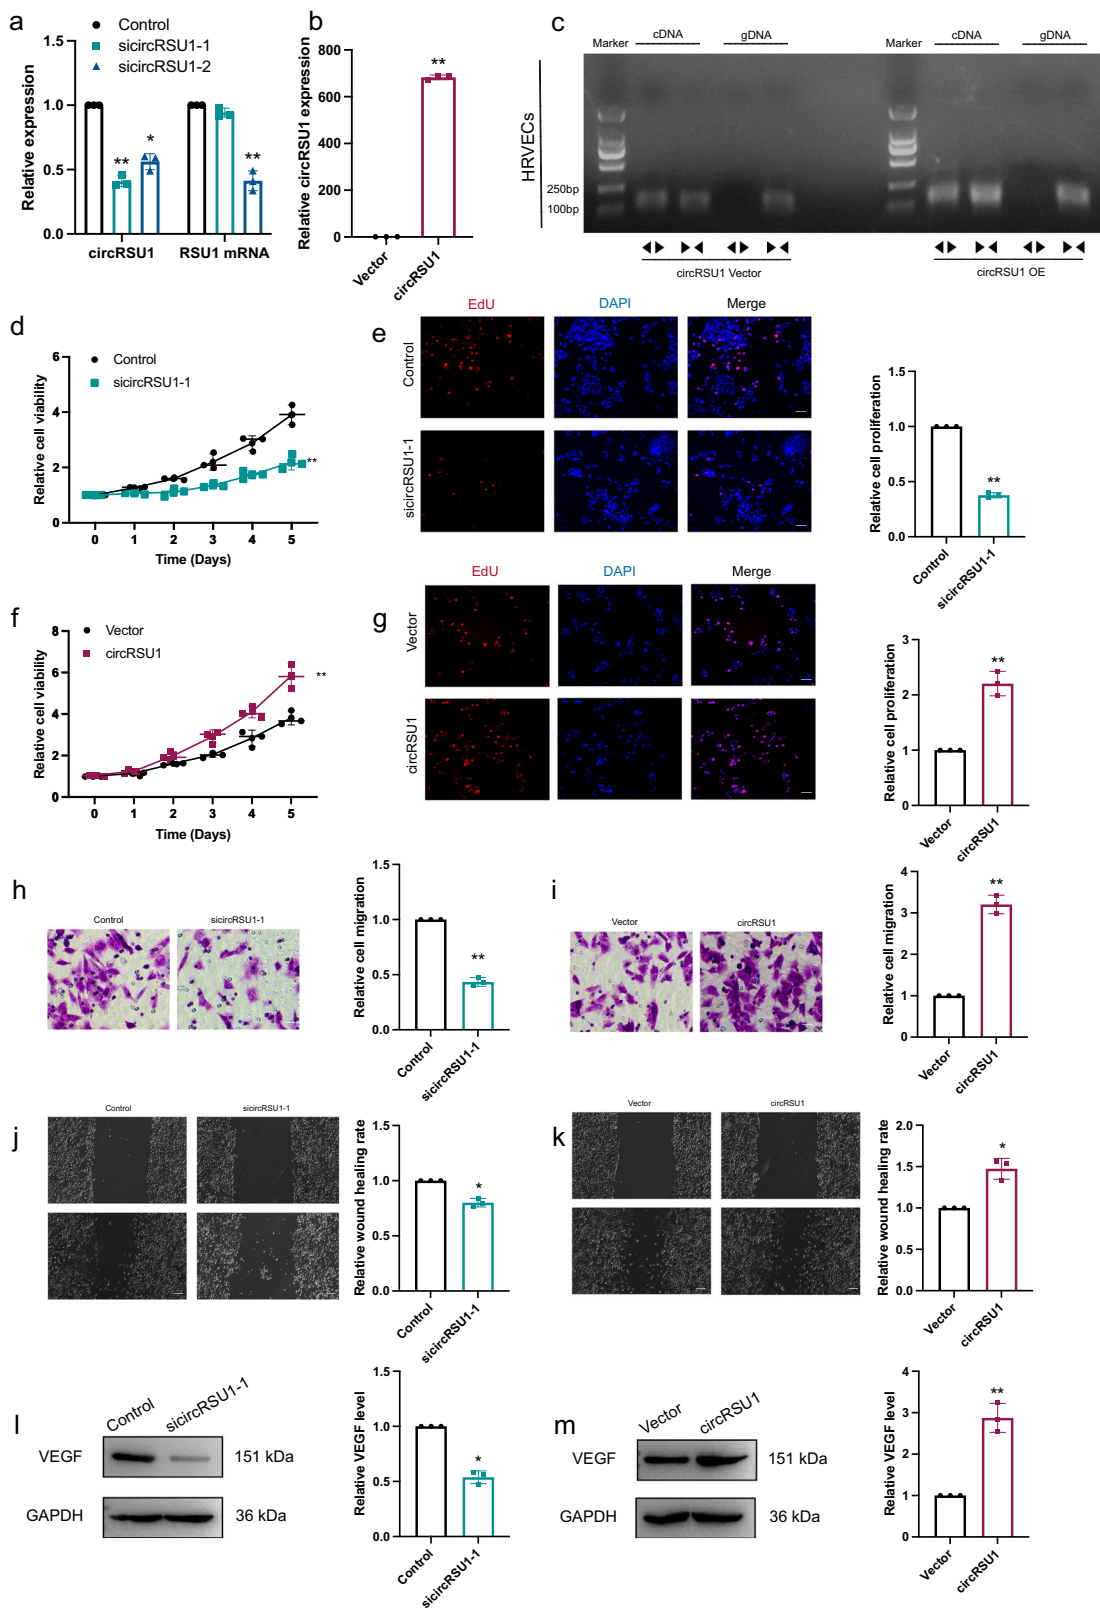 a
Control
sicircRSU1-1
sicircRSU1-2
Relative expression
1.5
1.0
0.5
0.0
**
*
**
circRSU1
RSU1 mRNA
b
Relative circRSU1 expression
800
600
400
200
0
**
Vector
circRSU1
c
HRVECs
Marker
cDNA
gDNA
Marker
cDNA
gDNA
250bp
100bp
circRSU1 Vector
circRSU1 OE
d
Control
sicircRSU1-1
Relative cell viability
6
4
2
0
**
0 1 2 3 4 5
Time (Days)
e
EdU
DAPI
Merge
Control
sicircRSU1-1
Relative cell proliferation
1.5
1.0
0.5
0.0
**
Control
sicircRSU1-1
f
Vector
circRSU1
Relative cell viability
8
6
4
2
0
**
0 1 2 3 4 5
Time (Days)
g
EdU
DAPI
Merge
Vector
circRSU1
Relative cell proliferation
3
2
1
0
**
Vector
circRSU1
h
Control
sicircRSU1-1
Relative cell migration
1.5
1.0
0.5
0.0
**
Control
sicircRSU1-1
i
Vector
circRSU1
Relative cell migration
4
3
2
1
0
**
Vector
circRSU1
j
Control
sicircRSU1-1
Relative wound healing rate
1.5
1.0
0.5
0.0
*
Control
sicircRSU1-1
k
Vector
circRSU1
Relative wound healing rate
2.0
1.5
1.0
0.5
0.0
*
Vector
circRSU1
l
Control
sicircRSU1-1
VEGF
151 kDa
GAPDH
36 kDa
Relative VEGF level
1.5
1.0
0.5
0.0
*
Control
sicircRSU1-1
m
Vector
circRSU1
VEGF
151 kDa
GAPDH
36 kDa
Relative VEGF level
4
3
2
1
0
**
Vector
circRSU1